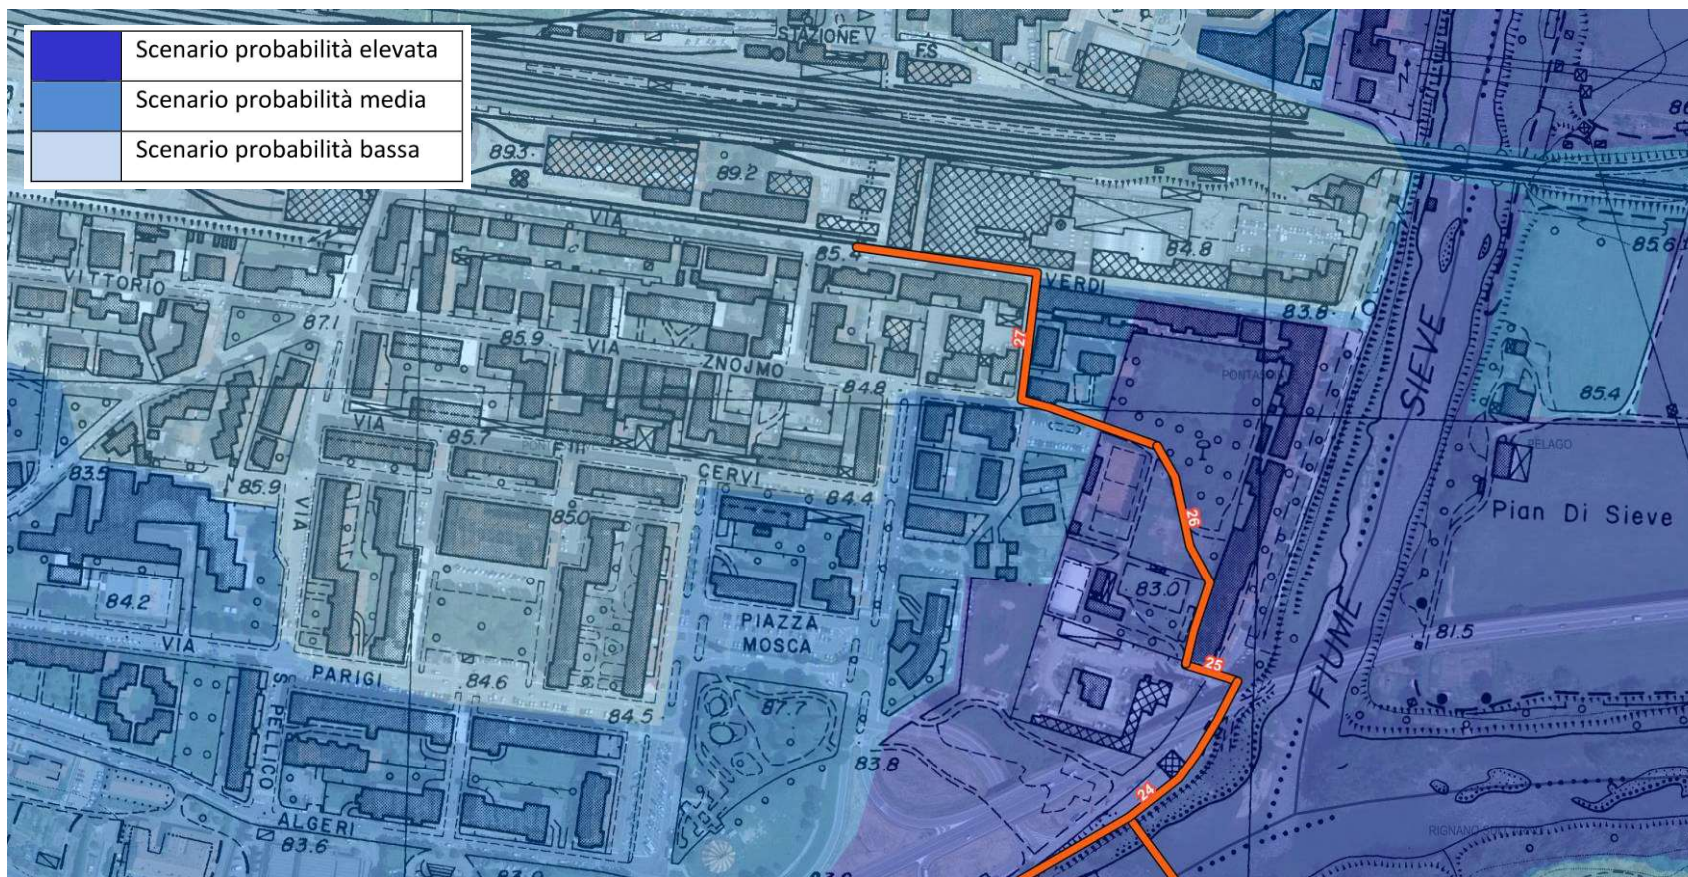 Scenario probabilità elevata
Scenario probabilità media
Scenario probabilità bassa
STAZIONE
FS
89.3
89.2
VIA
85.4
84.8
VERDI
83.8
85.6
VITTORIO
87.1
85.9
VIA
ZNOJMO
84.8
27
SIEVE
85.4
PELAGO
VIA
85.7
CERVI
84.4
83.5
85.9
VIA
85.0
26
Pian Di Sieve
84.2
83.0
PIAZZA
MOSCA
81.5
VIA
PARIGI
84.6
84.5
25
FIUME
S
PELLICO
87.7
83.8
24
ALGERI
83.6